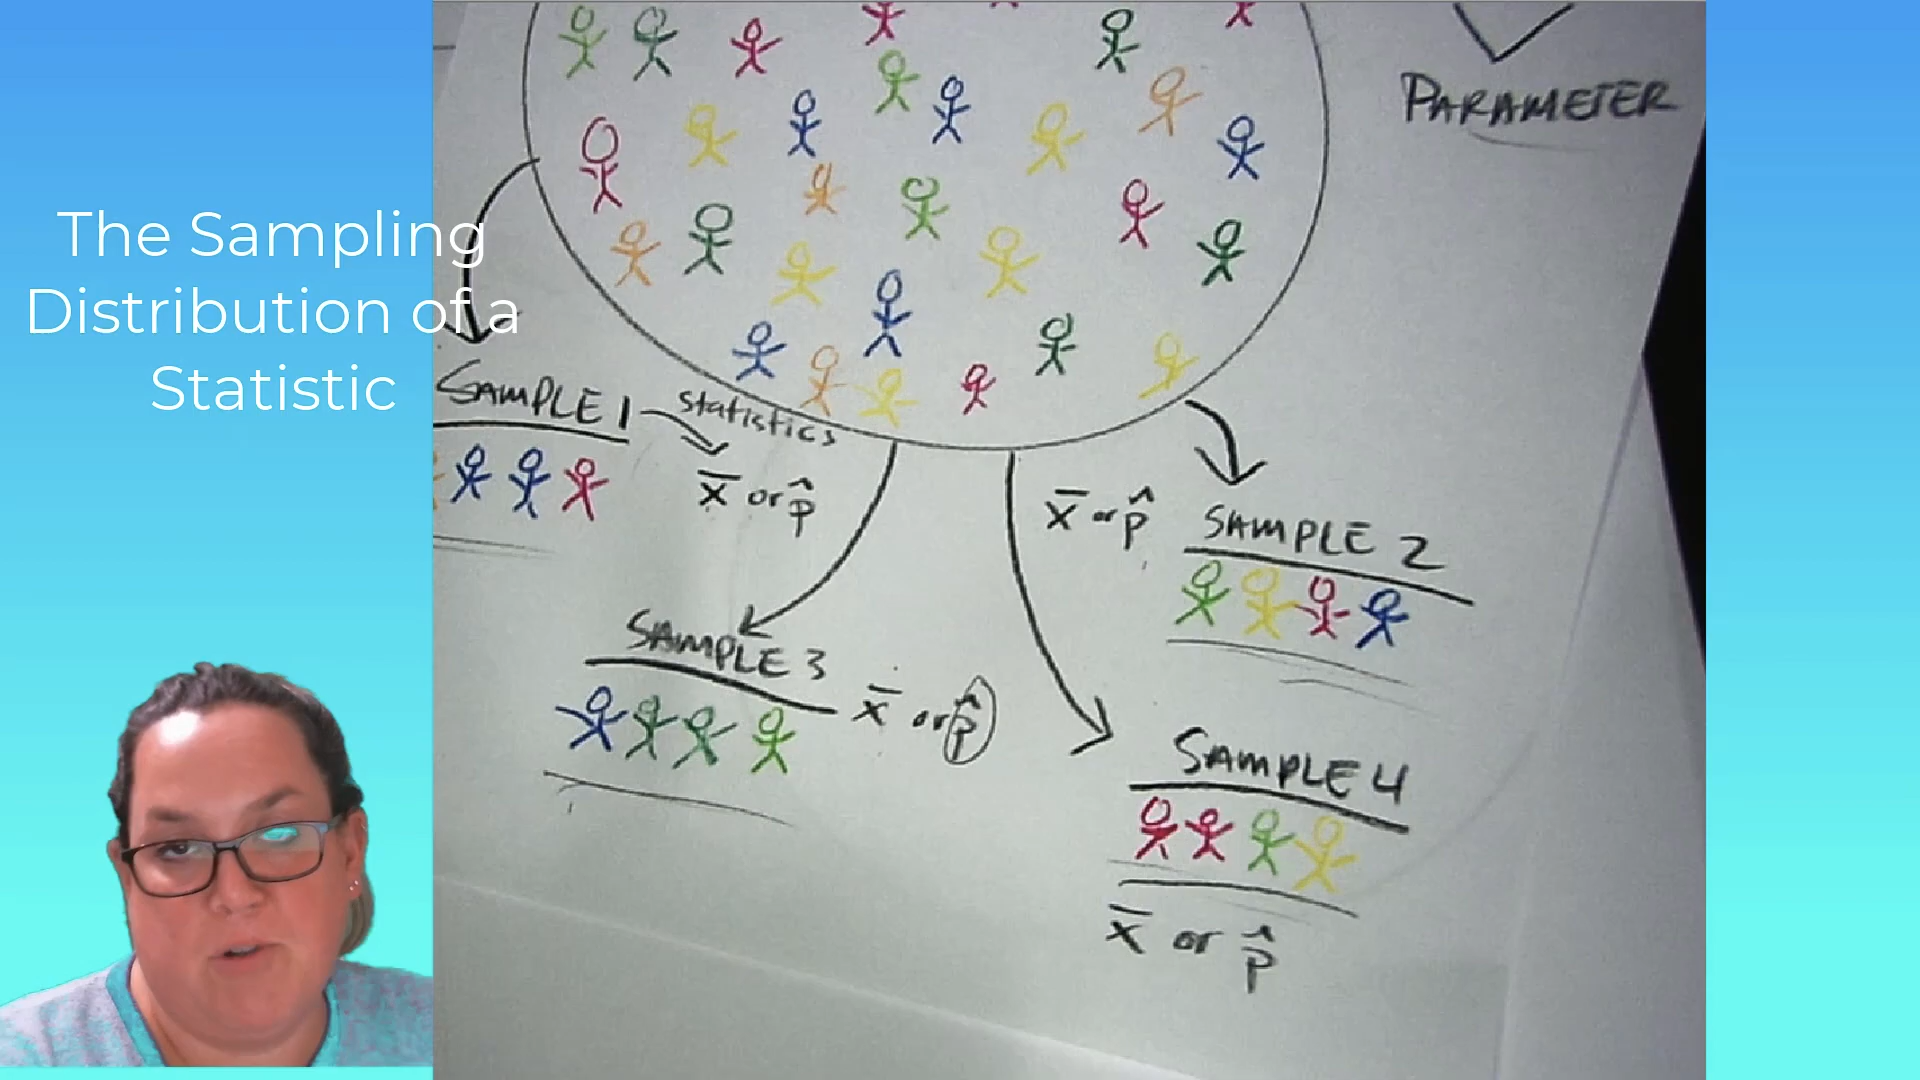 The Sampling
Distribution of a
Statistic
PARAMETER
SAMPLE 1
statistics
x̄ or p̂
x̄ or p̂
SAMPLE 2
SAMPLE 3
x̄ or p̂
SAMPLE 4
x̄ or p̂